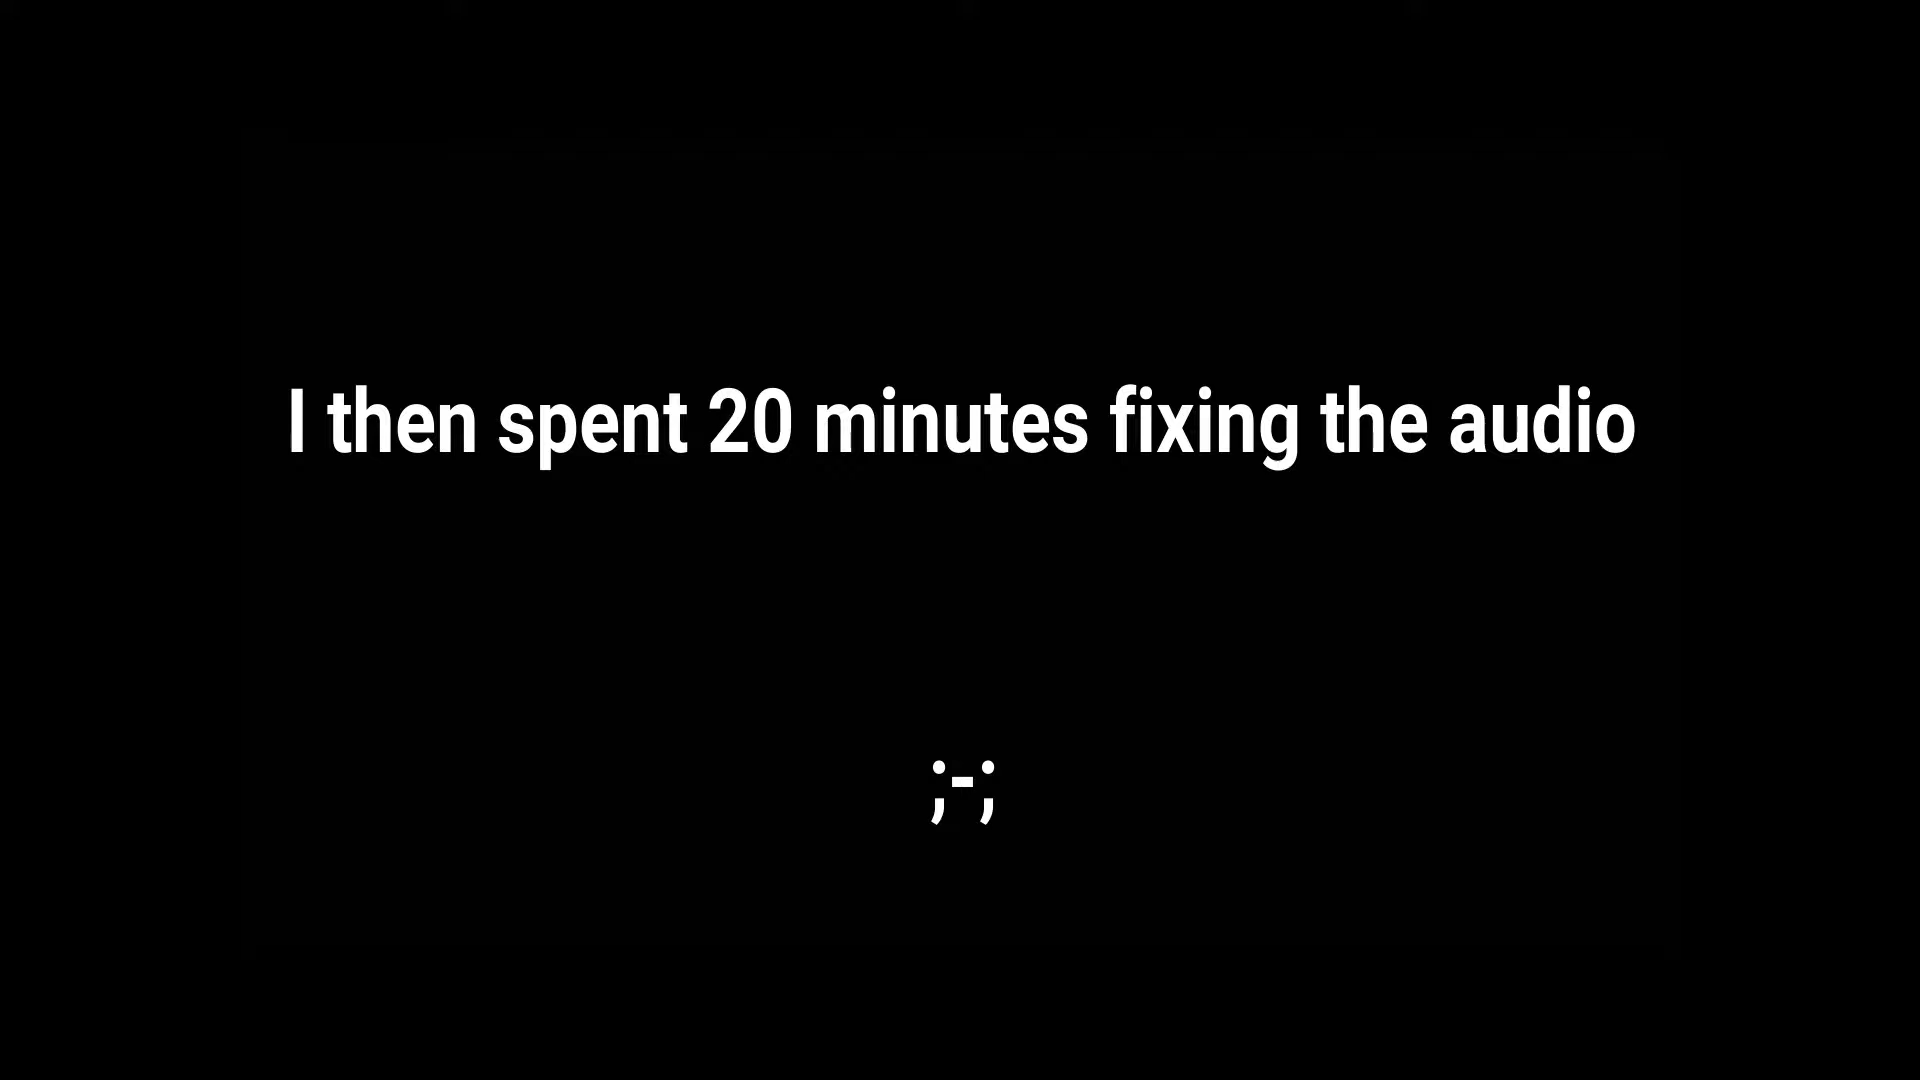 I then spent 20 minutes fixing the audio
;-;